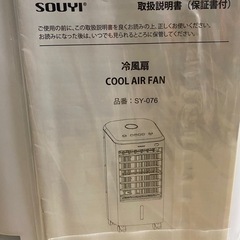 SOUYI®
取扱説明書（保証書付）
ご使用の前に、この取扱説明書を良くお読みの上、正しくお使いください。
お読みになった後は、いつでも見られるところに保管してください。
冷風扇
COOL AIR FAN
品番：SY-076